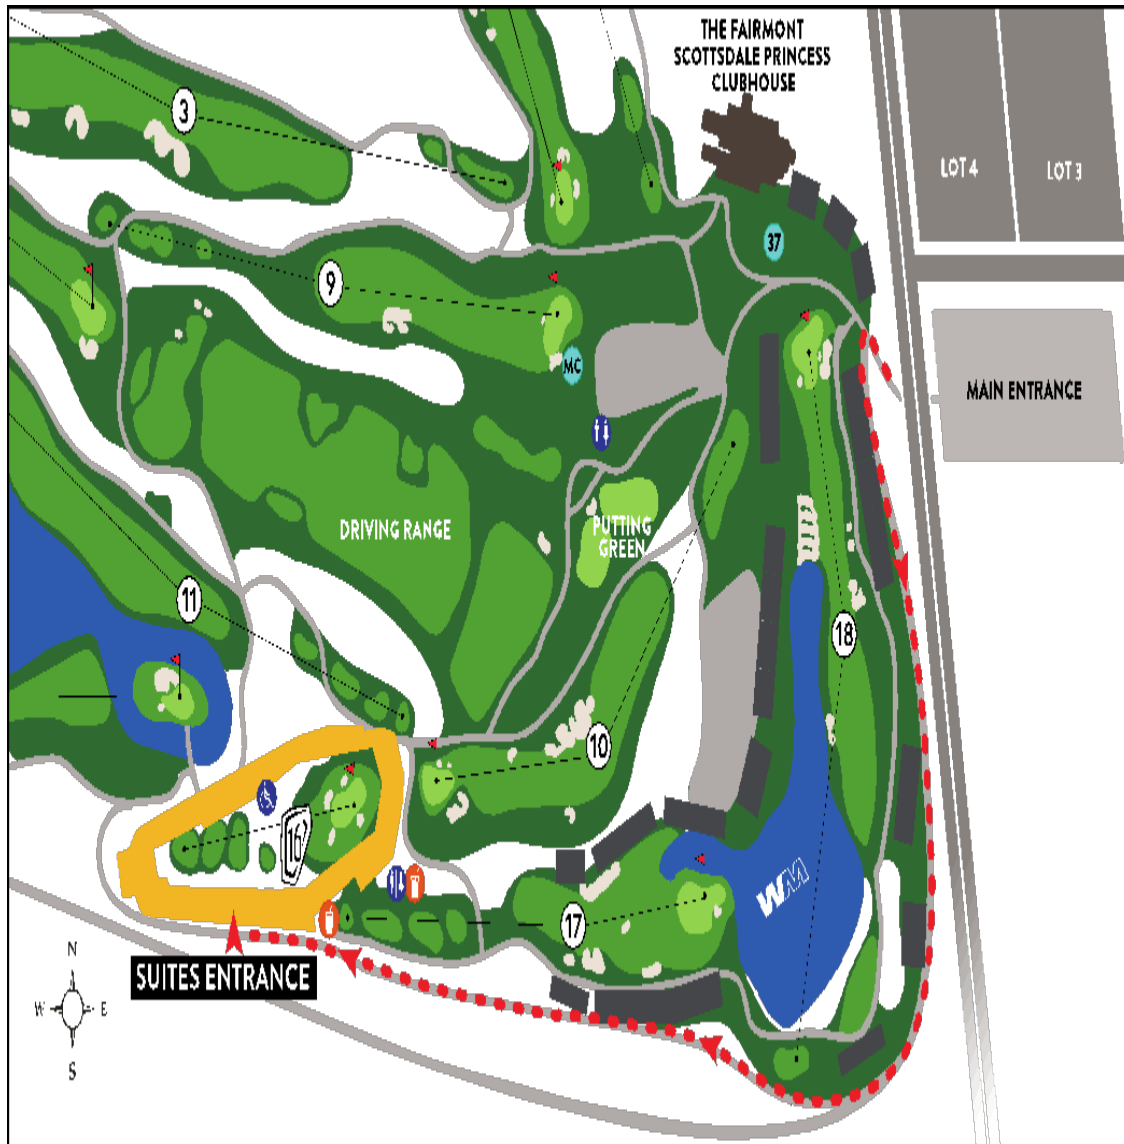 THE FAIRMONT
SCOTTSDALE PRINCESS
CLUBHOUSE
3
LOT 4
LOT 3
37
9
MC
MAIN ENTRANCE
DRIVING RANGE
PUTTING
GREEN
11
18
10
16
WM
17
SUITES ENTRANCE
N
W
E
S